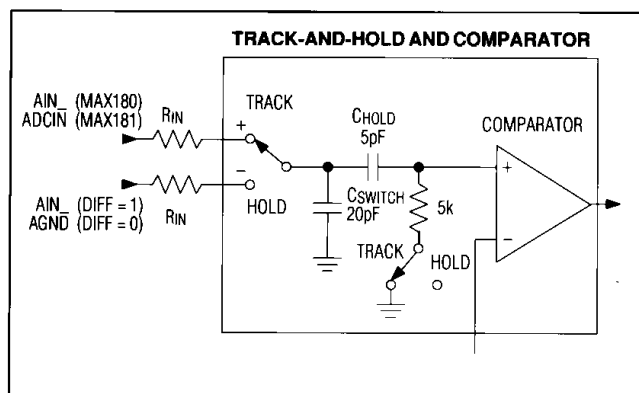 TRACK-AND-HOLD AND COMPARATOR
AIN_ (MAX180)
ADCIN (MAX181)
RIN
TRACK
+
CHOLD
5pF
COMPARATOR
+
−
AIN_ (DIFF = 1)
AGND (DIFF = 0)
RIN
−
HOLD
CSWITCH
20pF
5k
TRACK
HOLD